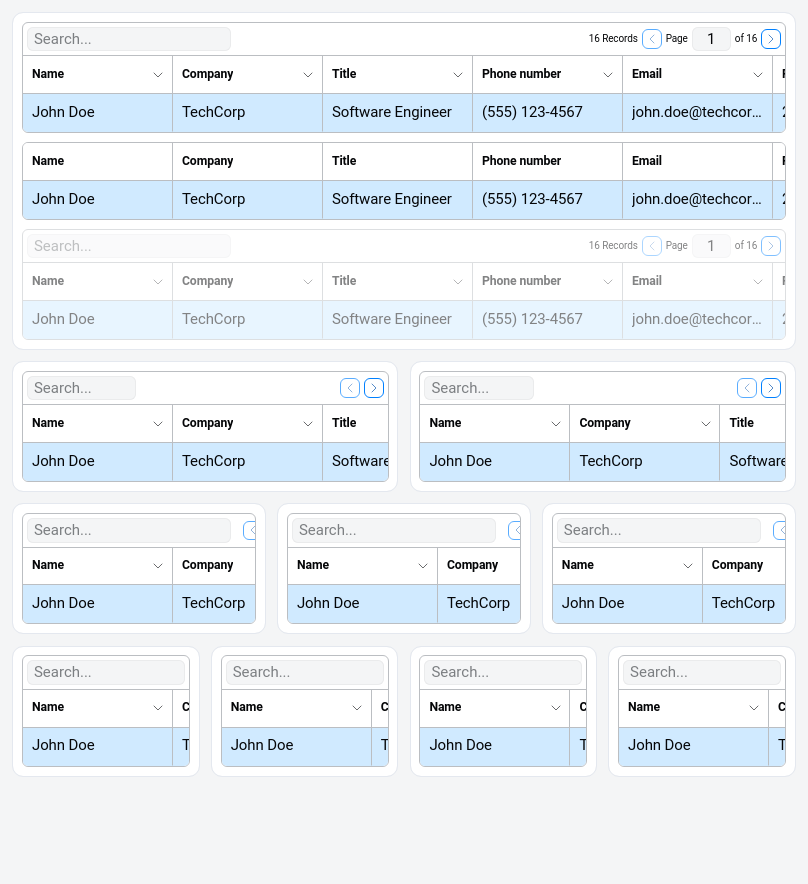 Search... 16 Records Page 1 of 16
Name Company Title Phone number Email
John Doe TechCorp Software Engineer (555) 123-4567 john.doe@techcor...
Name Company Title Phone number Email
John Doe TechCorp Software Engineer (555) 123-4567 john.doe@techcor...
Search... 16 Records Page 1 of 16
Name Company Title Phone number Email
John Doe TechCorp Software Engineer (555) 123-4567 john.doe@techcor...
Search...
Name Company Title
John Doe TechCorp Software
Search...
Name Company Title
John Doe TechCorp Software
Search...
Name Company
John Doe TechCorp
Search...
Name Company
John Doe TechCorp
Search...
Name Company
John Doe TechCorp
Search...
Name C
John Doe T
Search...
Name C
John Doe T
Search...
Name C
John Doe T
Search...
Name C
John Doe T